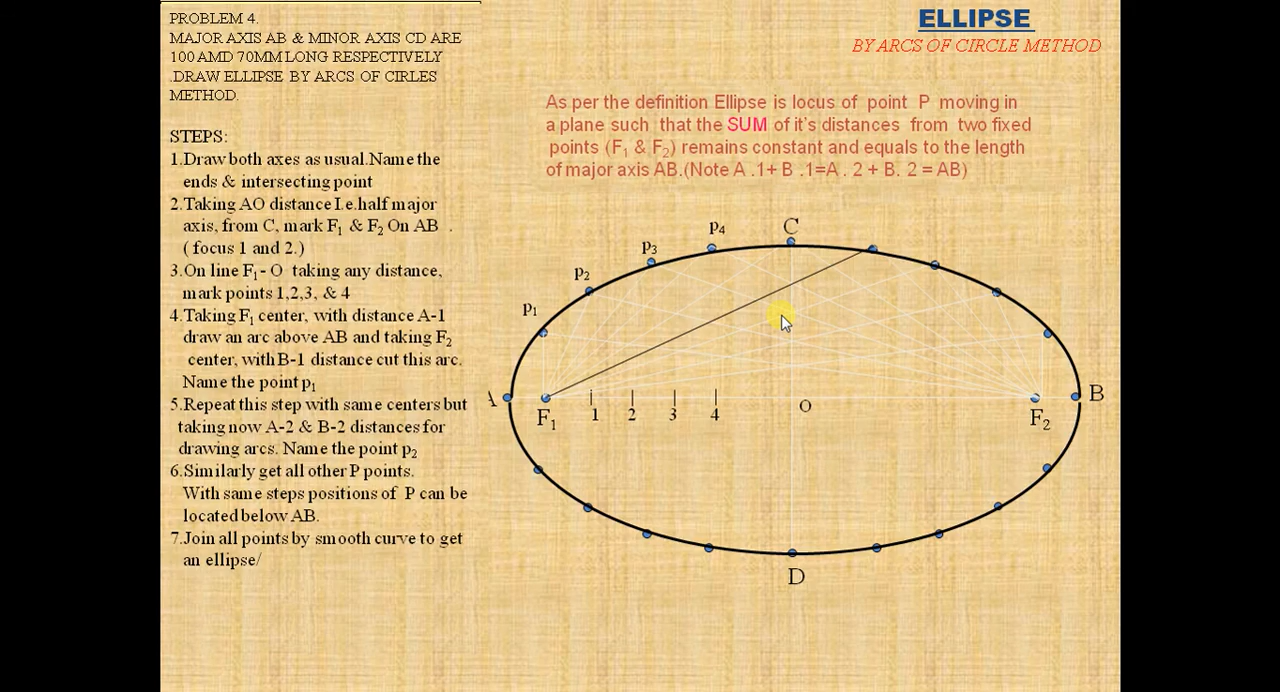 PROBLEM 4.
MAJOR AXIS AB & MINOR AXIS CD ARE
100 AMD 70MM LONG RESPECTIVELY
.DRAW ELLIPSE BY ARCS OF CIRLES
METHOD.
STEPS:
1.Draw both axes as usual.Name the
ends & intersecting point
2.Taking AO distance I.e.half major
axis, from C, mark F₁ & F₂ On AB .
( focus 1 and 2.)
3.On line F₁- O taking any distance,
mark points 1,2,3, & 4
4.Taking F₁ center, with distance A-1
draw an arc above AB and taking F₂
center, with B-1 distance cut this arc.
Name the point p₁
5.Repeat this step with same centers but
taking now A-2 & B-2 distances for
drawing arcs. Name the point p₂
6.Similarly get all other P points.
With same steps positions of P can be
located below AB.
7.Join all points by smooth curve to get
an ellipse/
ELLIPSE
BY ARCS OF CIRCLE METHOD
As per the definition Ellipse is locus of point P moving in
a plane such that the SUM of it's distances from two fixed
points (F₁ & F₂) remains constant and equals to the length
of major axis AB.(Note A .1+ B .1=A . 2 + B. 2 = AB)
C
p₄
p₃
p₂
p₁
A
B
F₁
1
2
3
4
O
F₂
D